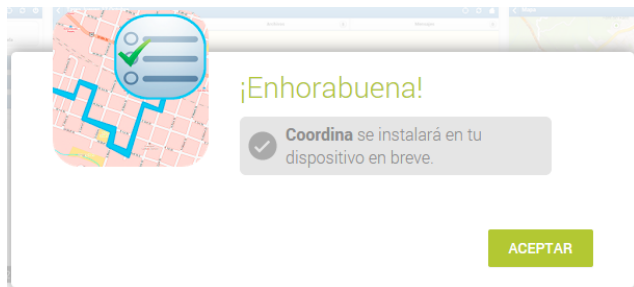 ¡Enhorabuena!
Coordina se instalará en tu
dispositivo en breve.
ACEPTAR